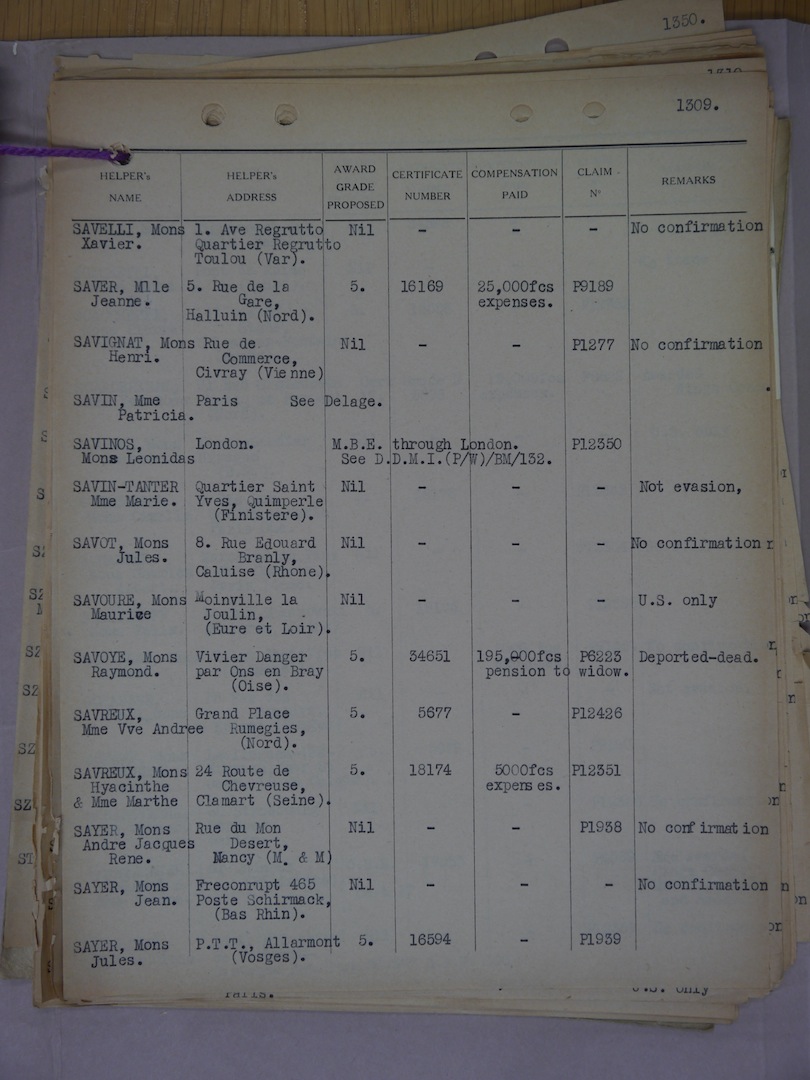 1350.
1309.
HELPER's NAME HELPER's ADDRESS AWARD GRADE PROPOSED CERTIFICATE NUMBER COMPENSATION PAID CLAIM Nº REMARKS
SAVELLI, Mons 1. Ave Regrutto Nil - - - No confirmation
Xavier. Quartier Regrutto
Toulou (Var).
SAVER, Mlle 5. Rue de la 5. 16169 25,000fcs P9189
Jeanne. Gare, expenses.
Halluin (Nord).
SAVIGNAT, Mons Rue de Nil - - P1277 No confirmation
Henri. Commerce,
Civray (Vienne)
SAVIN, Mme Paris See Delage.
Patricia.
SAVINOS, London. M.B.E. through London. P12350
Mons Leonidas See D.D.M.I.(P/W)/BM/132.
SAVIN-TANTER Quartier Saint Nil - - - Not evasion,
Mme Marie. Yves, Quimperle
(Finistere).
SAVOT, Mons 8. Rue Edouard Nil - - - No confirmation
Jules. Branly,
Caluise (Rhone).
SAVOURE, Mons Moinville la Nil - - - U.S. only
Maurice Joulin,
(Eure et Loir).
SAVOYE, Mons Vivier Danger 5. 34651 195,000fcs P6223 Deported-dead.
Raymond. par Ons en Bray pension to widow.
(Oise).
SAVREUX, Grand Place 5. 5677 - P12426
Mme Vve Andree Rumegies,
(Nord).
SAVREUX, Mons 24 Route de 5. 18174 5000fcs P12351
Hyacinthe Chevreuse, expenses.
& Mme Marthe Clamart (Seine).
SAYER, Mons Rue du Mon Nil - - P1938 No confirmation
Andre Jacques Desert,
Rene. Nancy (M. & M)
SAYER, Mons Freconrupt 465 Nil - - - No confirmation
Jean. Poste Schirmack,
(Bas Rhin).
SAYER, Mons P.T.T., Allarmont 5. 16594 - P1939
Jules. (Vosges).